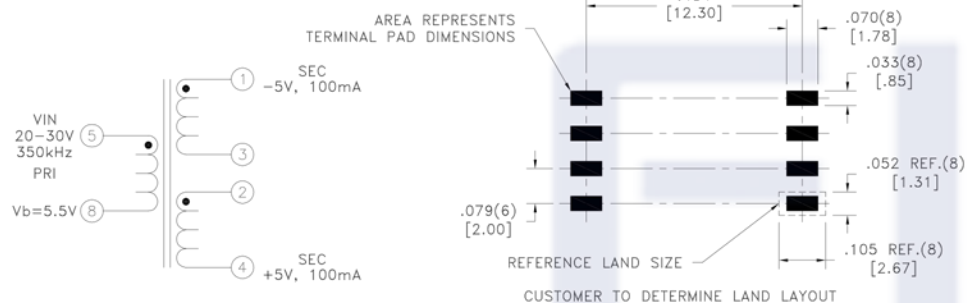 [12.30]
AREA REPRESENTS
TERMINAL PAD DIMENSIONS
.070(8)
[1.78]
.033(8)
[.85]
1
SEC
-5V, 100mA
VIN
20-30V
350kHz
PRI
5
3
2
Vb=5.5V
8
4
SEC
+5V, 100mA
.052 REF.(8)
[1.31]
.079(6)
[2.00]
.105 REF.(8)
[2.67]
REFERENCE LAND SIZE
CUSTOMER TO DETERMINE LAND LAYOUT